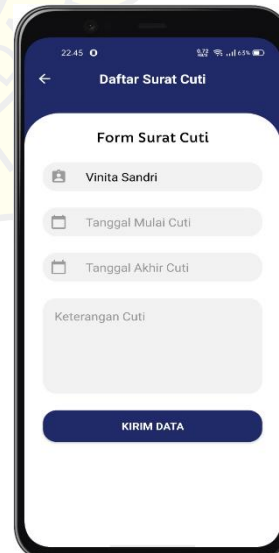 22.45
63%
Daftar Surat Cuti
Form Surat Cuti
Vinita Sandri
Tanggal Mulai Cuti
Tanggal Akhir Cuti
Keterangan Cuti
KIRIM DATA